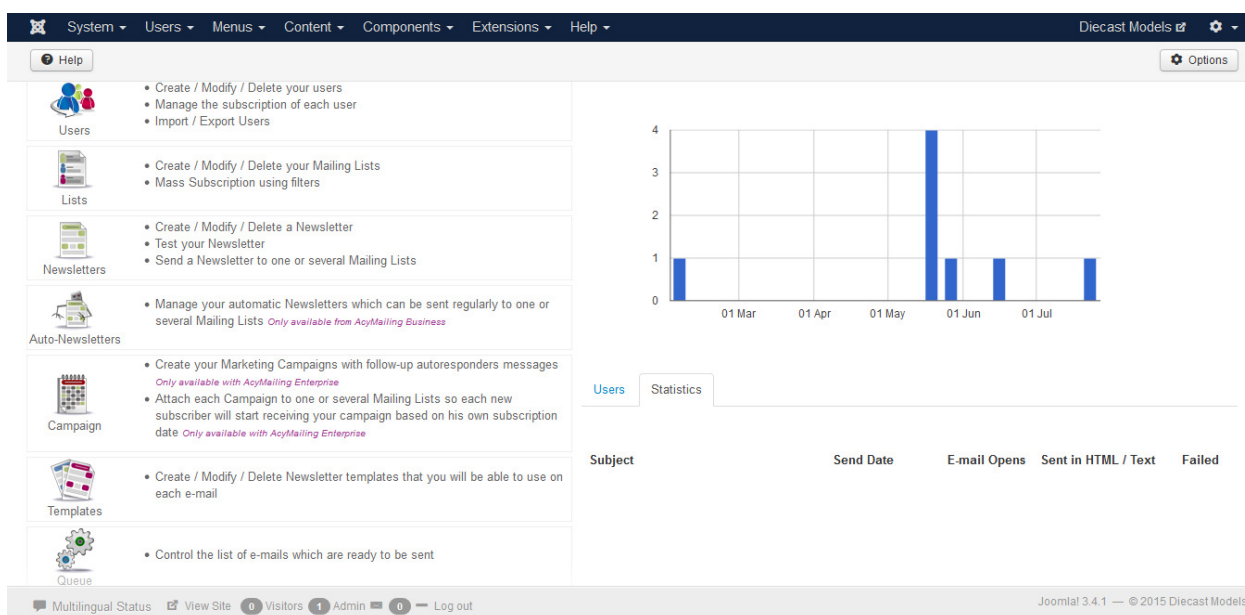 System Users Menus Content Components Extensions Help Diecast Models
Help Options
• Create / Modify / Delete your users
• Manage the subscription of each user
• Import / Export Users
Users
• Create / Modify / Delete your Mailing Lists
• Mass Subscription using filters
Lists
• Create / Modify / Delete a Newsletter
• Test your Newsletter
• Send a Newsletter to one or several Mailing Lists
Newsletters
• Manage your automatic Newsletters which can be sent regularly to one or
several Mailing Lists Only available from AcyMailing Business
Auto-Newsletters
• Create your Marketing Campaigns with follow-up autoresponders messages
Only available with AcyMailing Enterprise
• Attach each Campaign to one or several Mailing Lists so each new
subscriber will start receiving your campaign based on his own subscription
date Only available with AcyMailing Enterprise
Campaign
• Create / Modify / Delete Newsletter templates that you will be able to use on
each e-mail
Templates
• Control the list of e-mails which are ready to be sent
Queue
4
3
2
1
0
01 Mar 01 Apr 01 May 01 Jun 01 Jul
Users Statistics
Subject Send Date E-mail Opens Sent in HTML / Text Failed
Multilingual Status View Site 0 Visitors 1 Admin 0 Log out Joomla! 3.4.1 — © 2015 Diecast Models